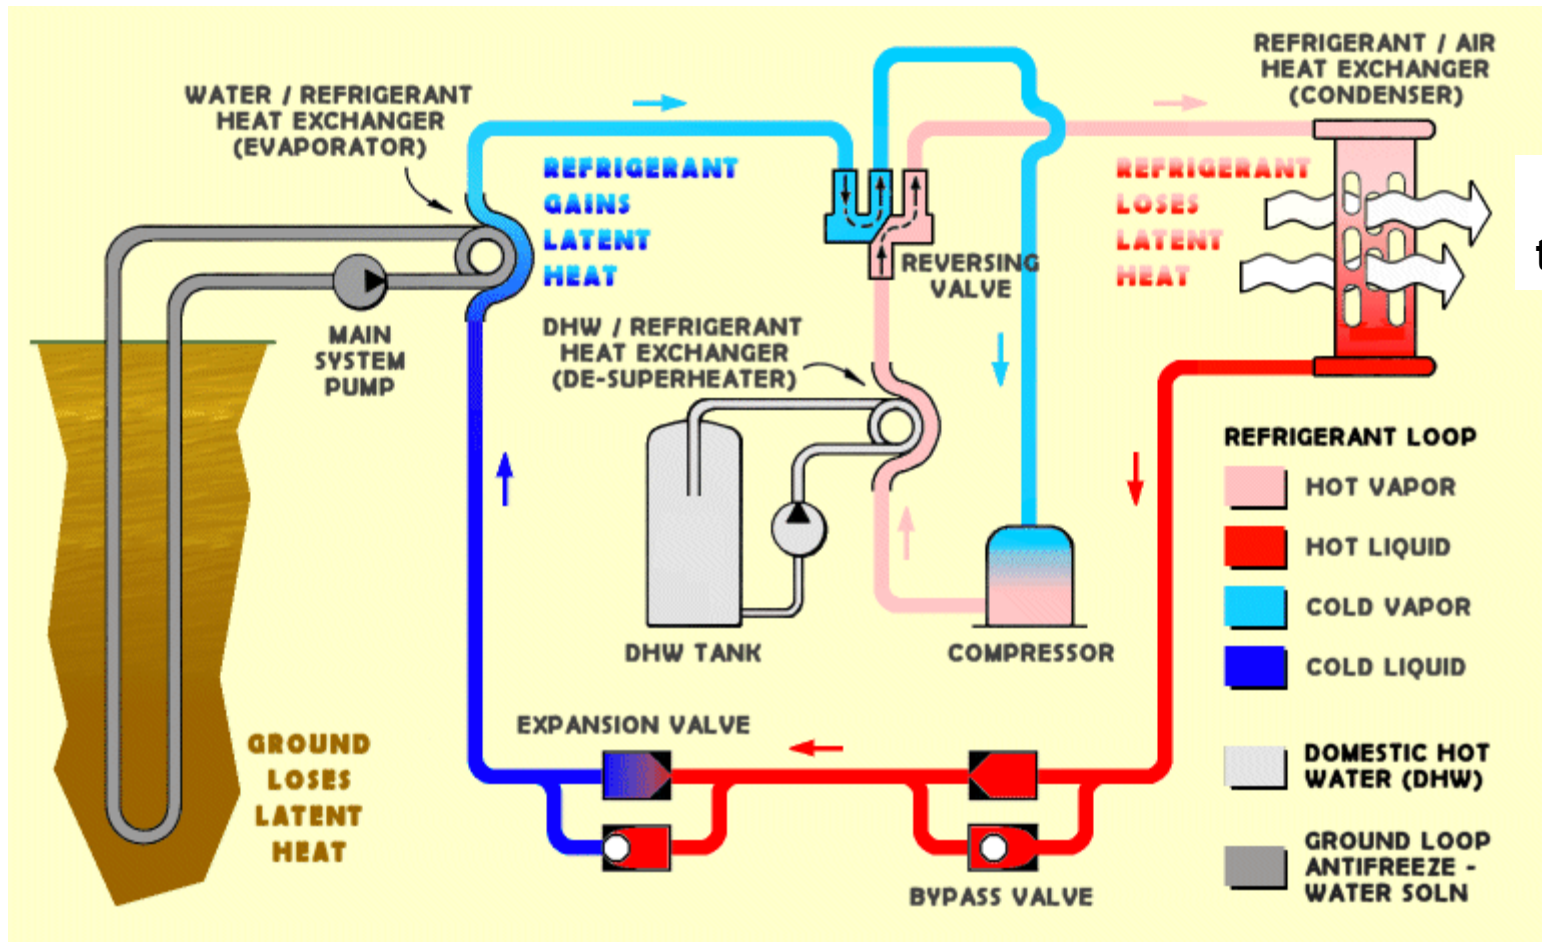 WATER / REFRIGERANT
HEAT EXCHANGER
(EVAPORATOR)
REFRIGERANT / AIR
HEAT EXCHANGER
(CONDENSER)
REFRIGERANT
GAINS
LATENT
HEAT
REFRIGERANT
LOSES
LATENT
HEAT
t
REVERSING
VALVE
MAIN
SYSTEM
PUMP
DHW / REFRIGERANT
HEAT EXCHANGER
(DE-SUPERHEATER)
DHW TANK
COMPRESSOR
REFRIGERANT LOOP
HOT VAPOR
HOT LIQUID
COLD VAPOR
COLD LIQUID
DOMESTIC HOT
WATER (DHW)
GROUND LOOP
ANTIFREEZE -
WATER SOLN
GROUND
LOSES
LATENT
HEAT
EXPANSION VALVE
BYPASS VALVE